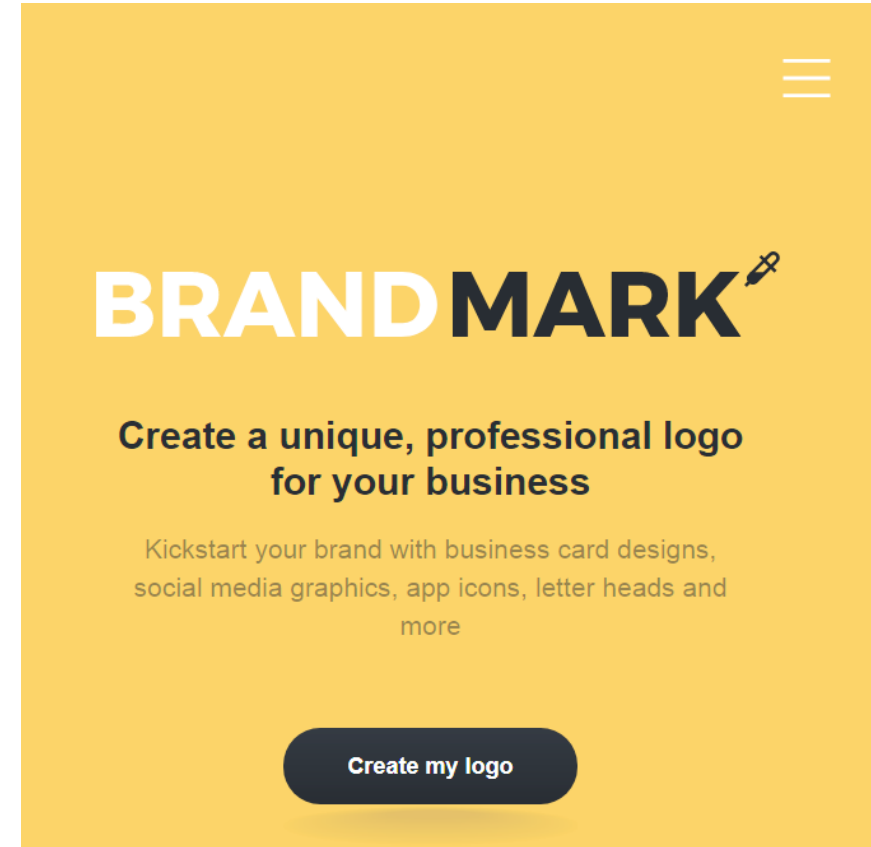 BRANDMARK
Create a unique, professional logo
for your business
Kickstart your brand with business card designs,
social media graphics, app icons, letter heads and
more
Create my logo